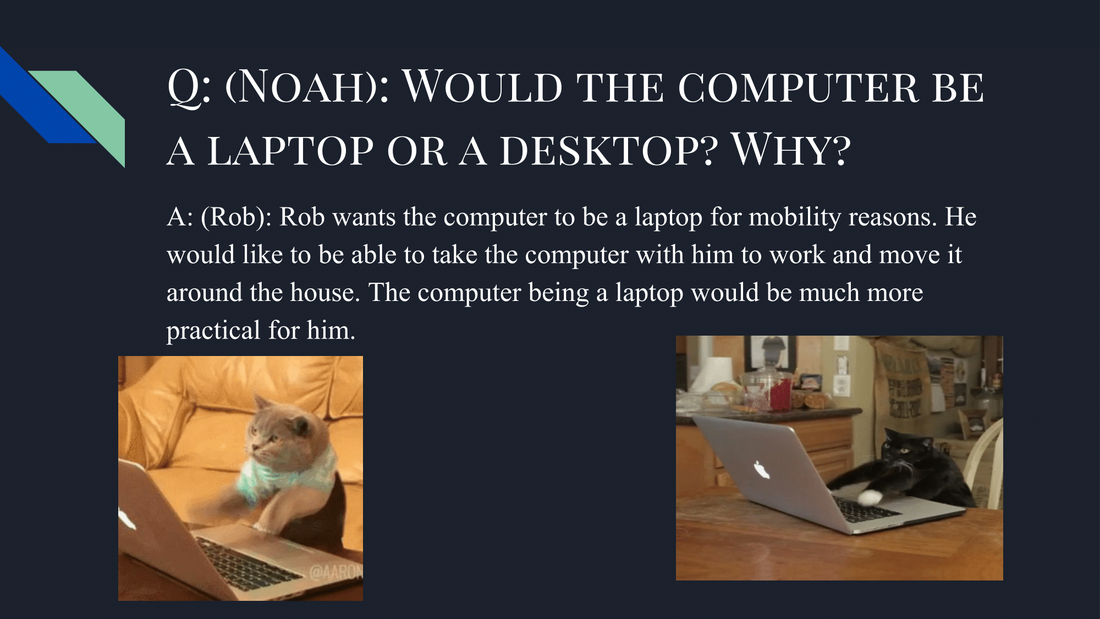 Q: (Noah): Would the computer be
a laptop or a desktop? Why?
A: (Rob): Rob wants the computer to be a laptop for mobility reasons. He
would like to be able to take the computer with him to work and move it
around the house. The computer being a laptop would be much more
practical for him.
@AARON